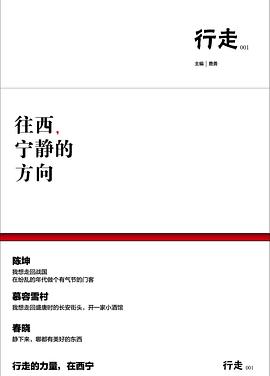 行走 001
主编｜费勇
往西，
宁静的
方向
陈坤
我想走回战国
在纷乱的年代做个有气节的门客
慕容雪村
我想走回盛唐时的长安街头，开一家小酒馆
春晓
静下来，哪都有美好的东西
行走的力量，在西宁
行走 001